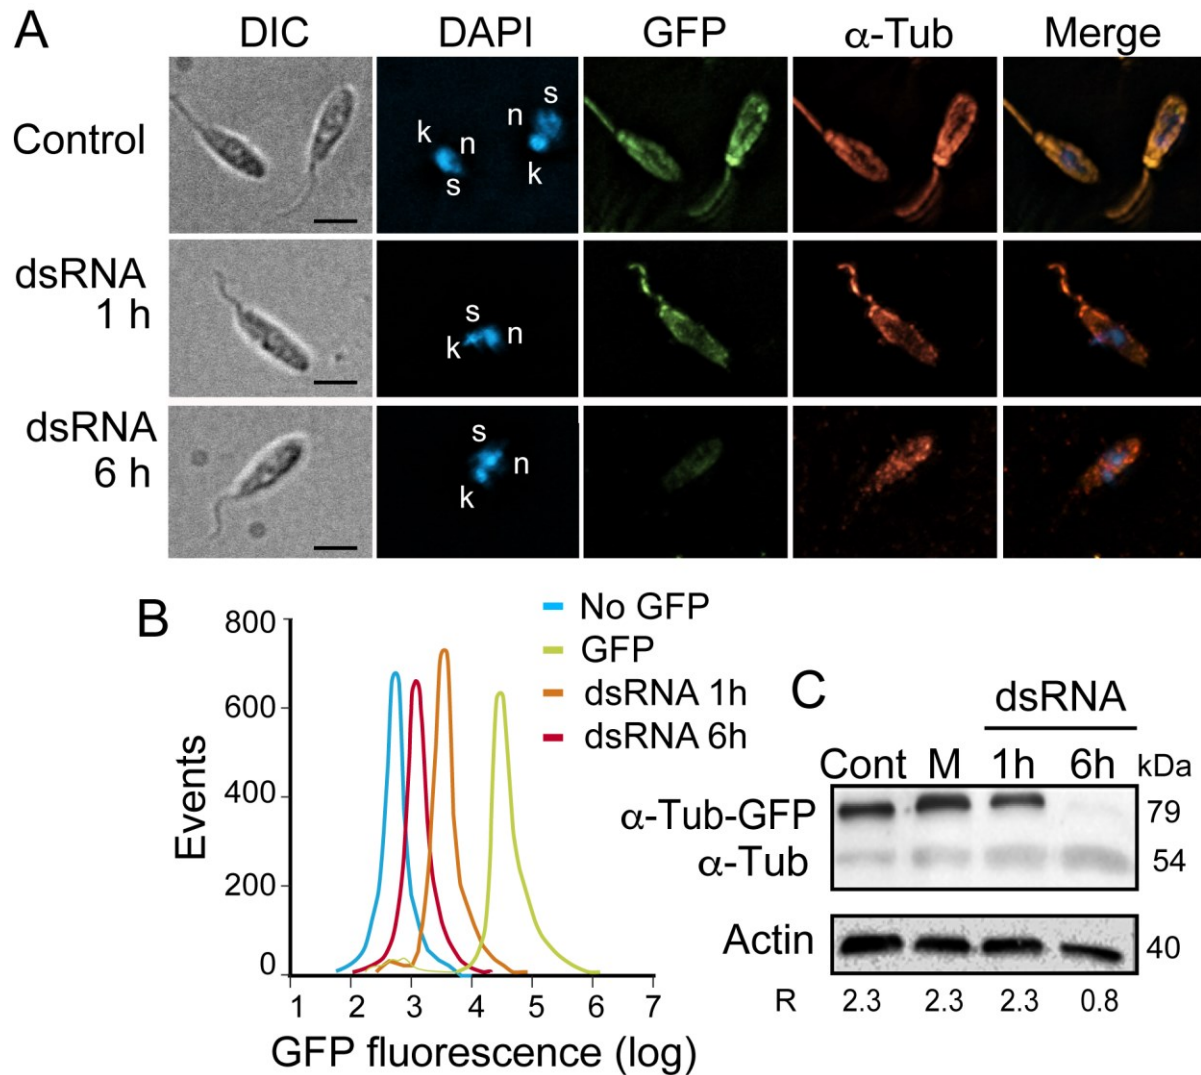 A
DIC DAPI GFP α-Tub Merge
Control
k s n n s k
dsRNA
1 h
s k n
dsRNA
6 h
s n k
B
800
600
400
200
0
Events
1 2 3 4 5 6 7
GFP fluorescence (log)
No GFP
GFP
dsRNA 1h
dsRNA 6h
C
dsRNA
Cont M 1h 6h kDa
α-Tub-GFP 79
α-Tub 54
Actin 40
R 2.3 2.3 2.3 0.8